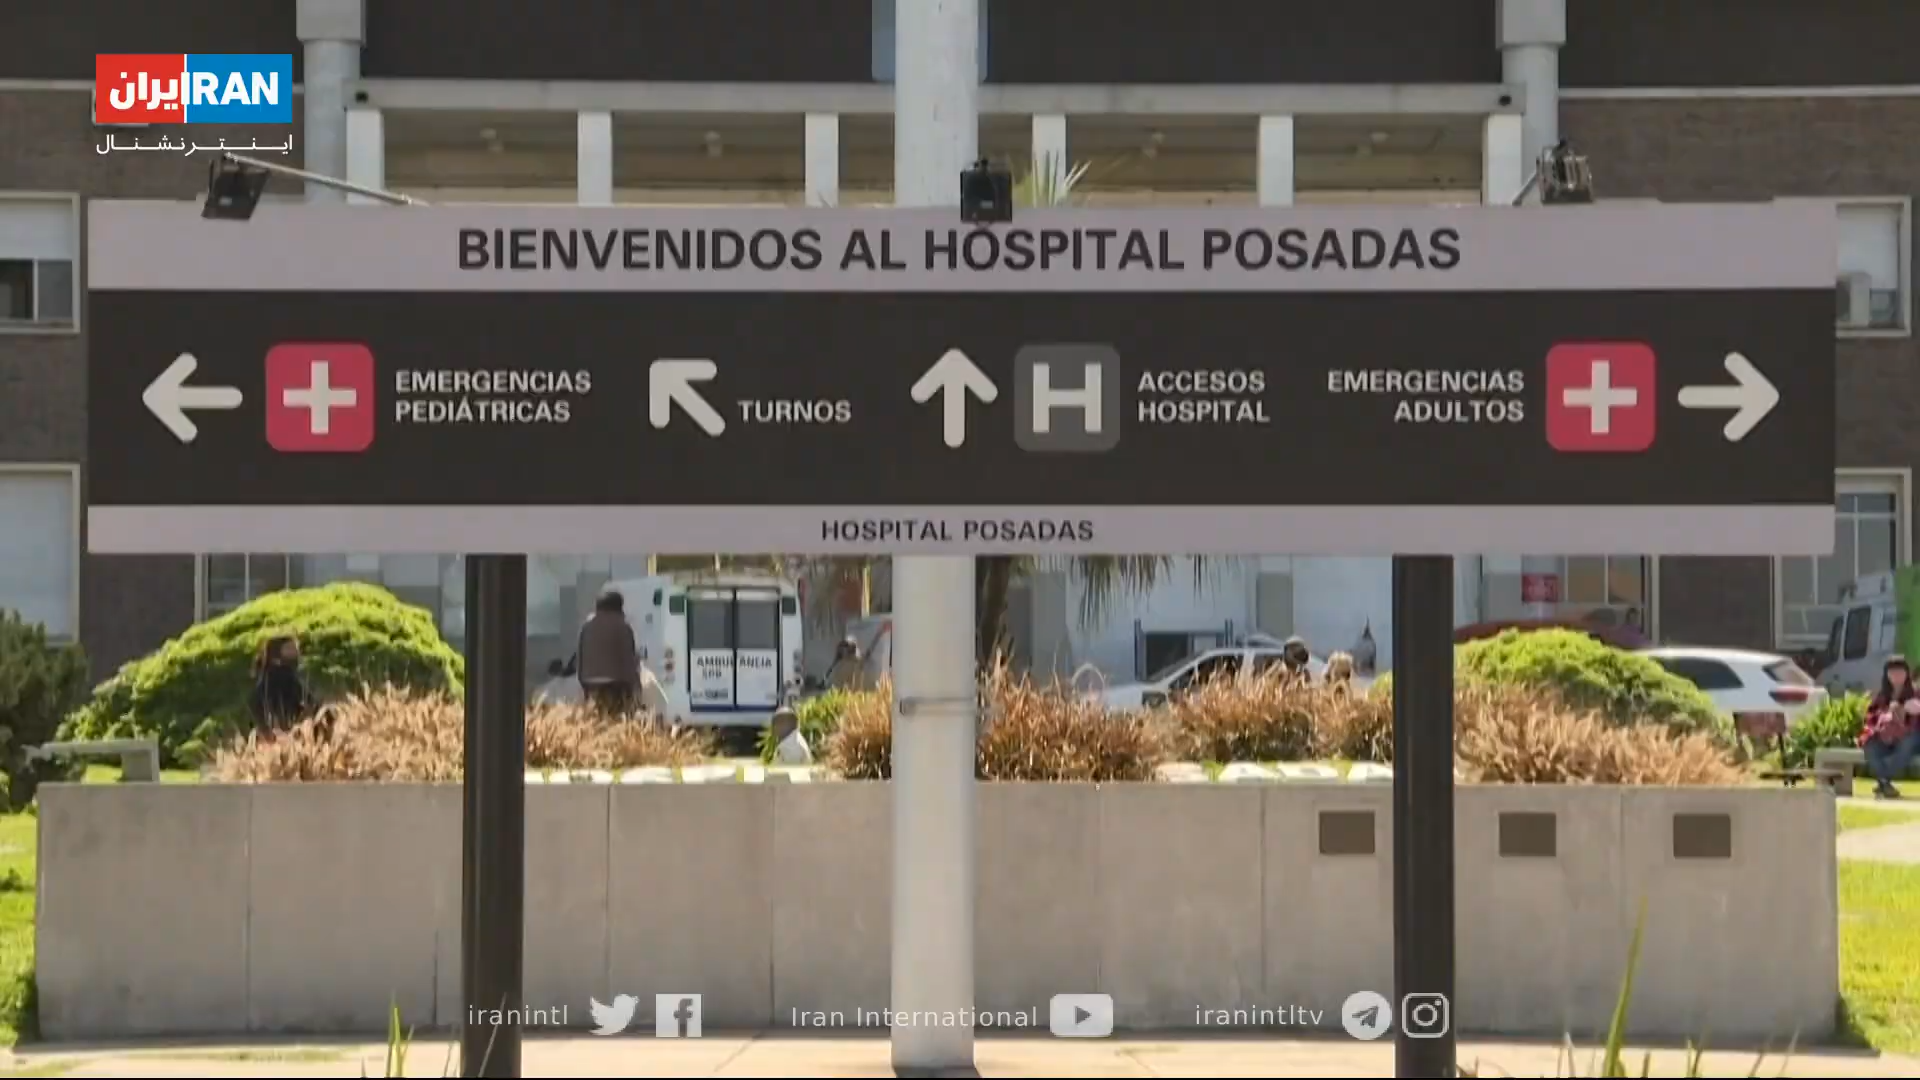 ایران IRAN
اینترنشنال
BIENVENIDOS AL HOSPITAL POSADAS
EMERGENCIAS
PEDIÁTRICAS
TURNOS
H
ACCESOS
HOSPITAL
EMERGENCIAS
ADULTOS
HOSPITAL POSADAS
AMBULANCIA
iranintl
Iran International
iranintltv